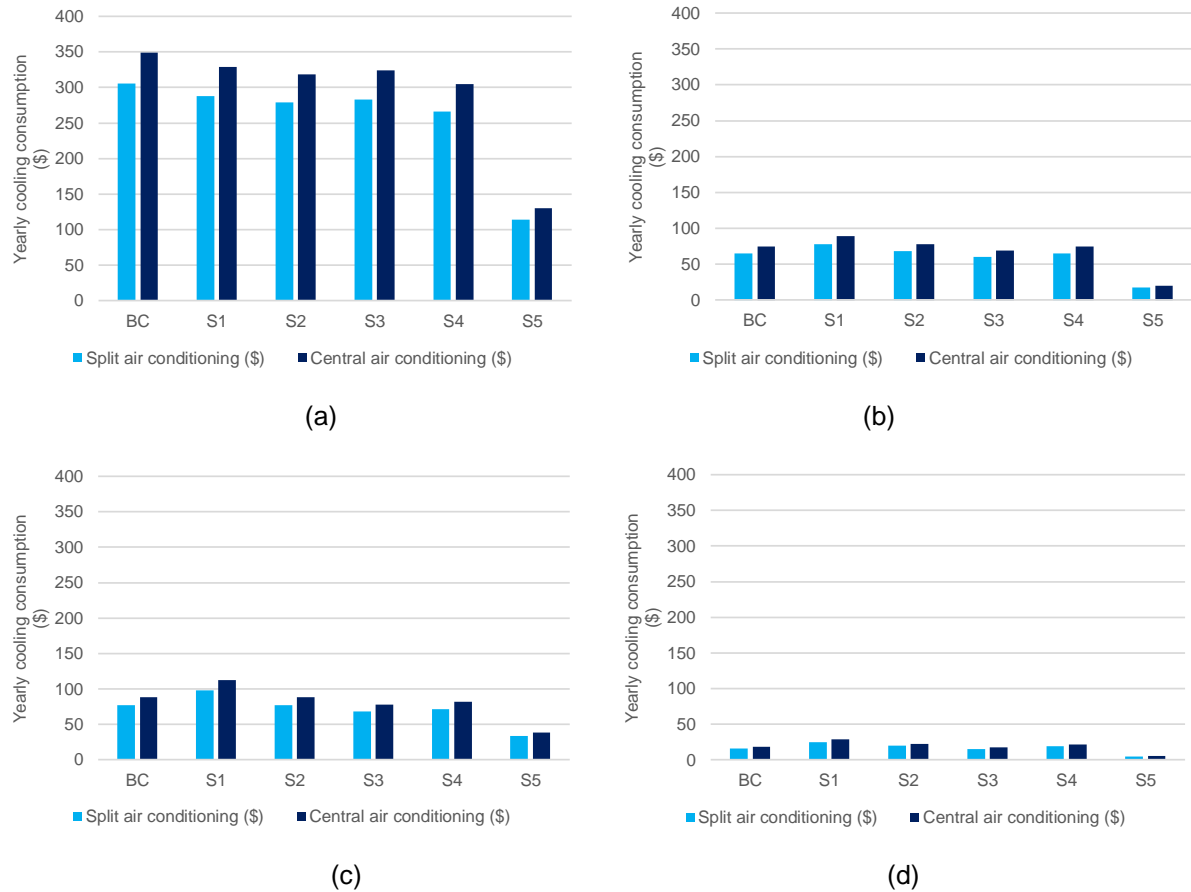 400
350
300
250
200
150
100
50
0
Yearly cooling consumption
($)
BC S1 S2 S3 S4 S5
Split air conditioning ($) Central air conditioning ($)
(a)
400
350
300
250
200
150
100
50
0
Yearly cooling consumption
($)
BC S1 S2 S3 S4 S5
Split air conditioning ($) Central air conditioning ($)
(b)
400
350
300
250
200
150
100
50
0
Yearly cooling consumption
($)
BC S1 S2 S3 S4 S5
Split air conditioning ($) Central air conditioning ($)
(c)
400
350
300
250
200
150
100
50
0
Yearly cooling consumption
($)
BC S1 S2 S3 S4 S5
Split air conditioning ($) Central air conditioning ($)
(d)